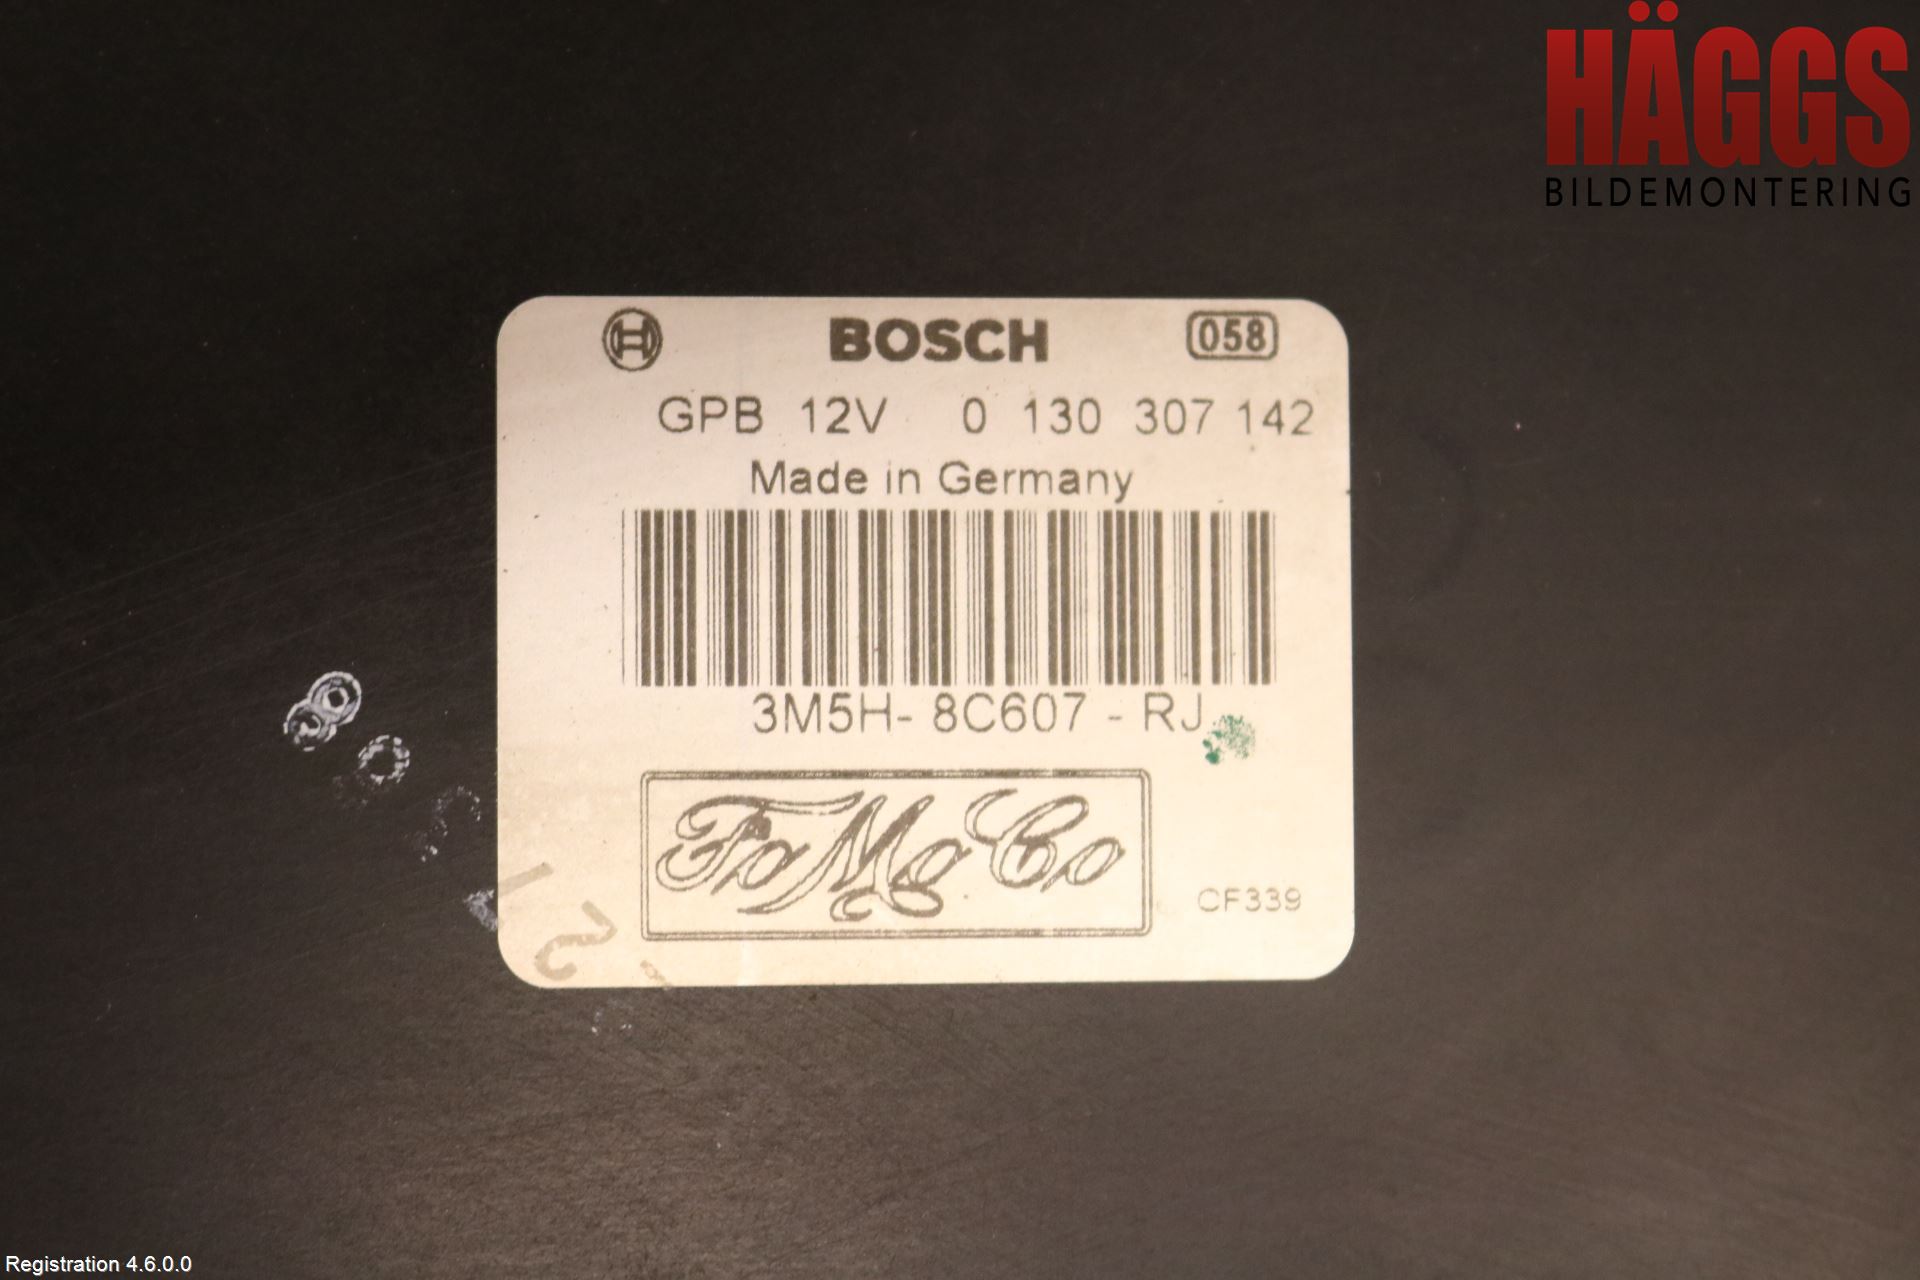 HÄGGS
BILDEMONTERING
BOSCH 058
GPB 12V 0 130 307 142
Made in Germany
3M5H- 8C607 - RJ
FoMoCo
CF339
Registration 4.6.0.0